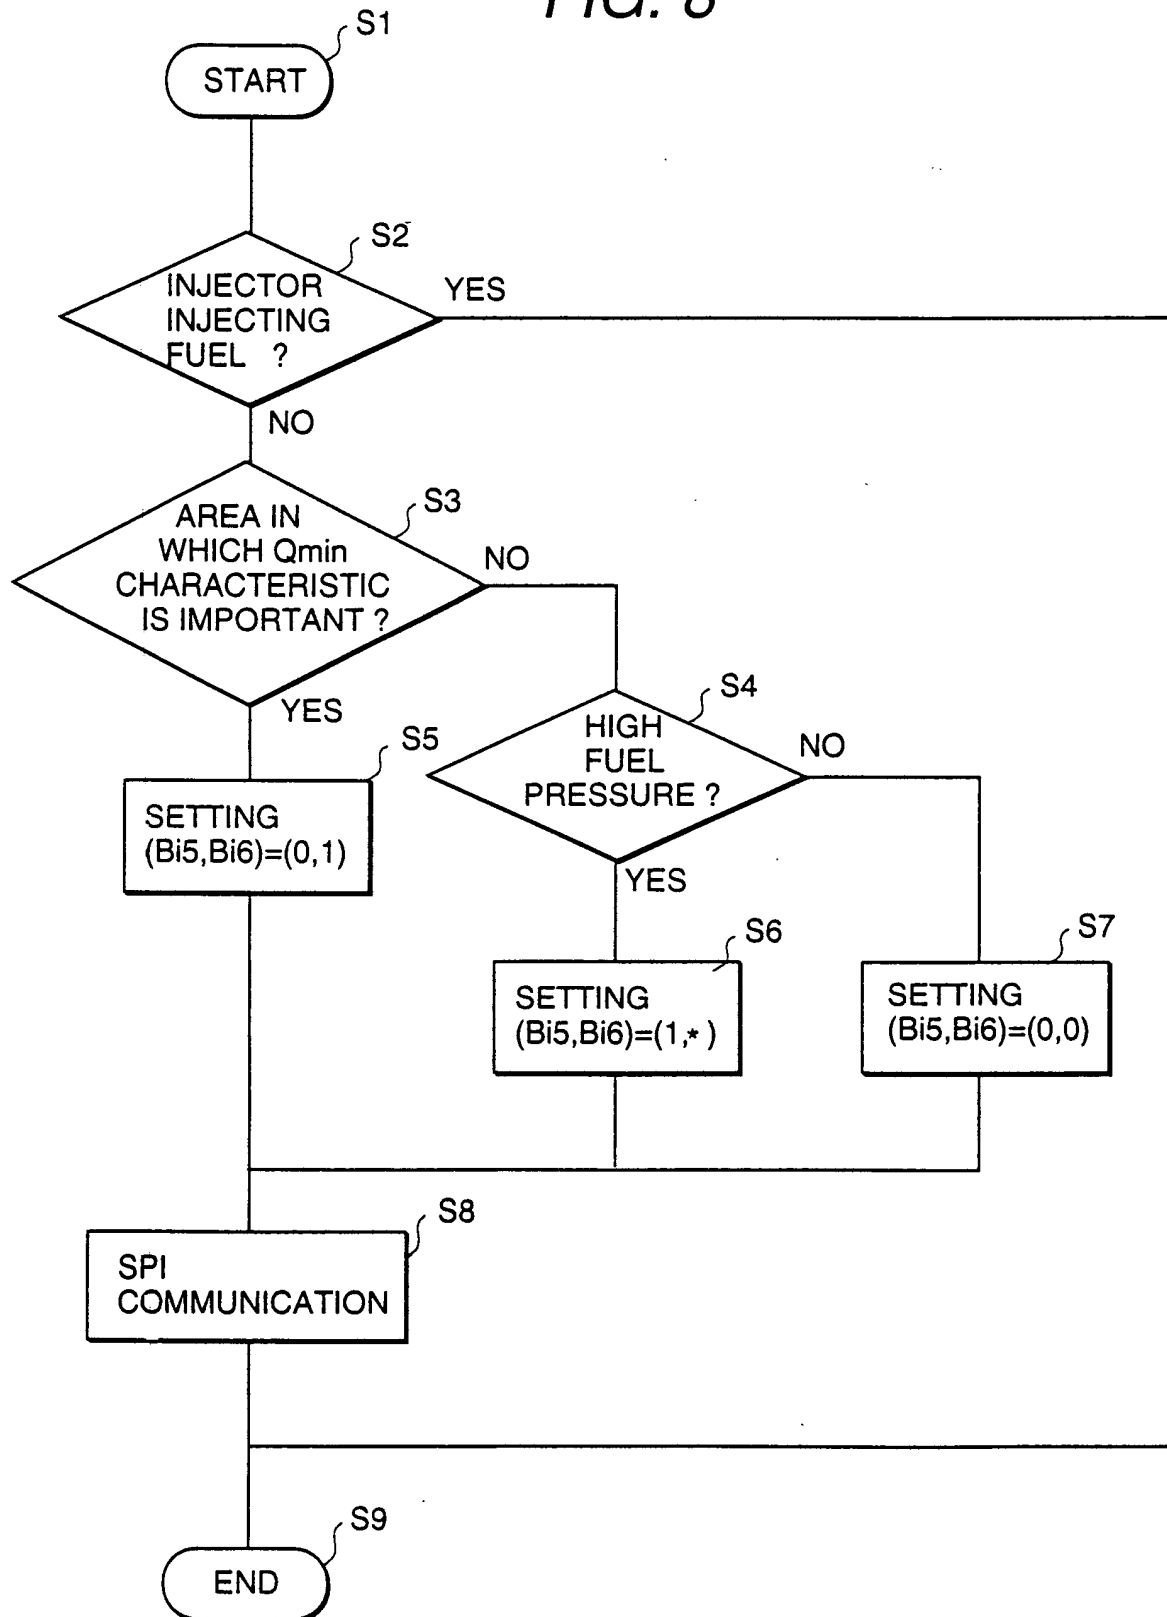 FIG. 8
S1
START
S2
INJECTOR
INJECTING
FUEL ?
YES
NO
S3
AREA IN
WHICH Qmin
CHARACTERISTIC
IS IMPORTANT ?
NO
YES
S4
HIGH
FUEL
PRESSURE ?
NO
YES
S5
SETTING
(Bi5,Bi6)=(0,1)
S6
SETTING
(Bi5,Bi6)=(1,*)
S7
SETTING
(Bi5,Bi6)=(0,0)
S8
SPI
COMMUNICATION
S9
END